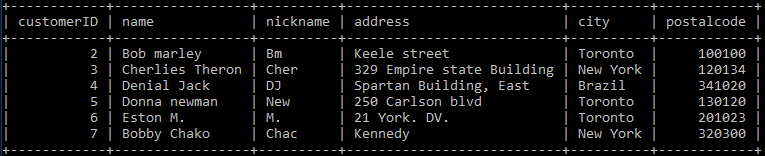 customerID | name | nickname | address | city | postalcode
2 | Bob marley | Bm | Keele street | Toronto | 100100
3 | Cherlies Theron | Cher | 329 Empire state Building | New York | 120134
4 | Denial Jack | DJ | Spartan Building, East | Brazil | 341020
5 | Donna newman | New | 250 Carlson blvd | Toronto | 130120
6 | Eston M. | M. | 21 York. DV. | Toronto | 201023
7 | Bobby Chako | Chac | Kennedy | New York | 320300